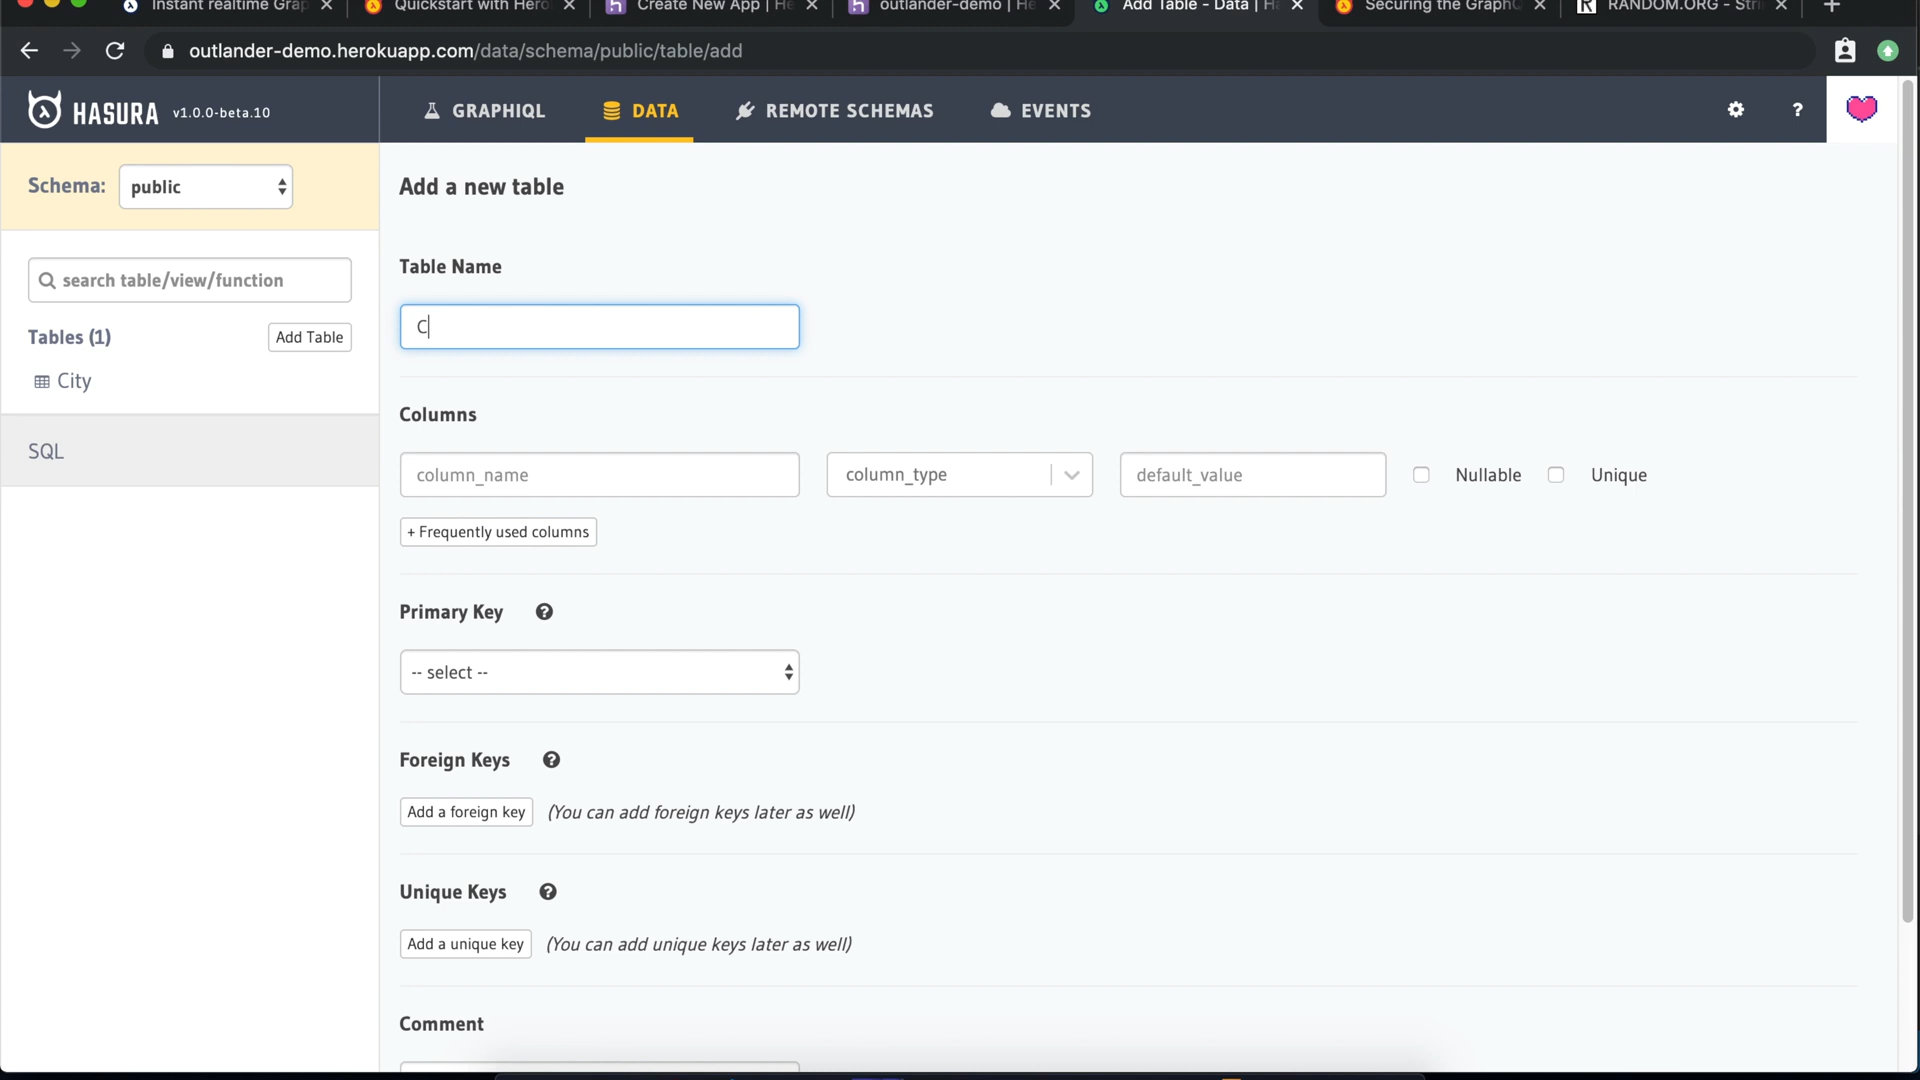 Instant realtime Grap
Quickstart with Hero
Create New App | He
outlander-demo | He
Add Table - Data | Ha
Securing the GraphQ
RANDOM.ORG - Stri
outlander-demo.herokuapp.com/data/schema/public/table/add
HASURA v1.0.0-beta.10
GRAPHIQL
DATA
REMOTE SCHEMAS
EVENTS
?
Schema: public
search table/view/function
Tables (1) Add Table
City
SQL
Add a new table
Table Name
C
Columns
column_name column_type default_value Nullable Unique
+ Frequently used columns
Primary Key ?
-- select --
Foreign Keys ?
Add a foreign key (You can add foreign keys later as well)
Unique Keys ?
Add a unique key (You can add unique keys later as well)
Comment